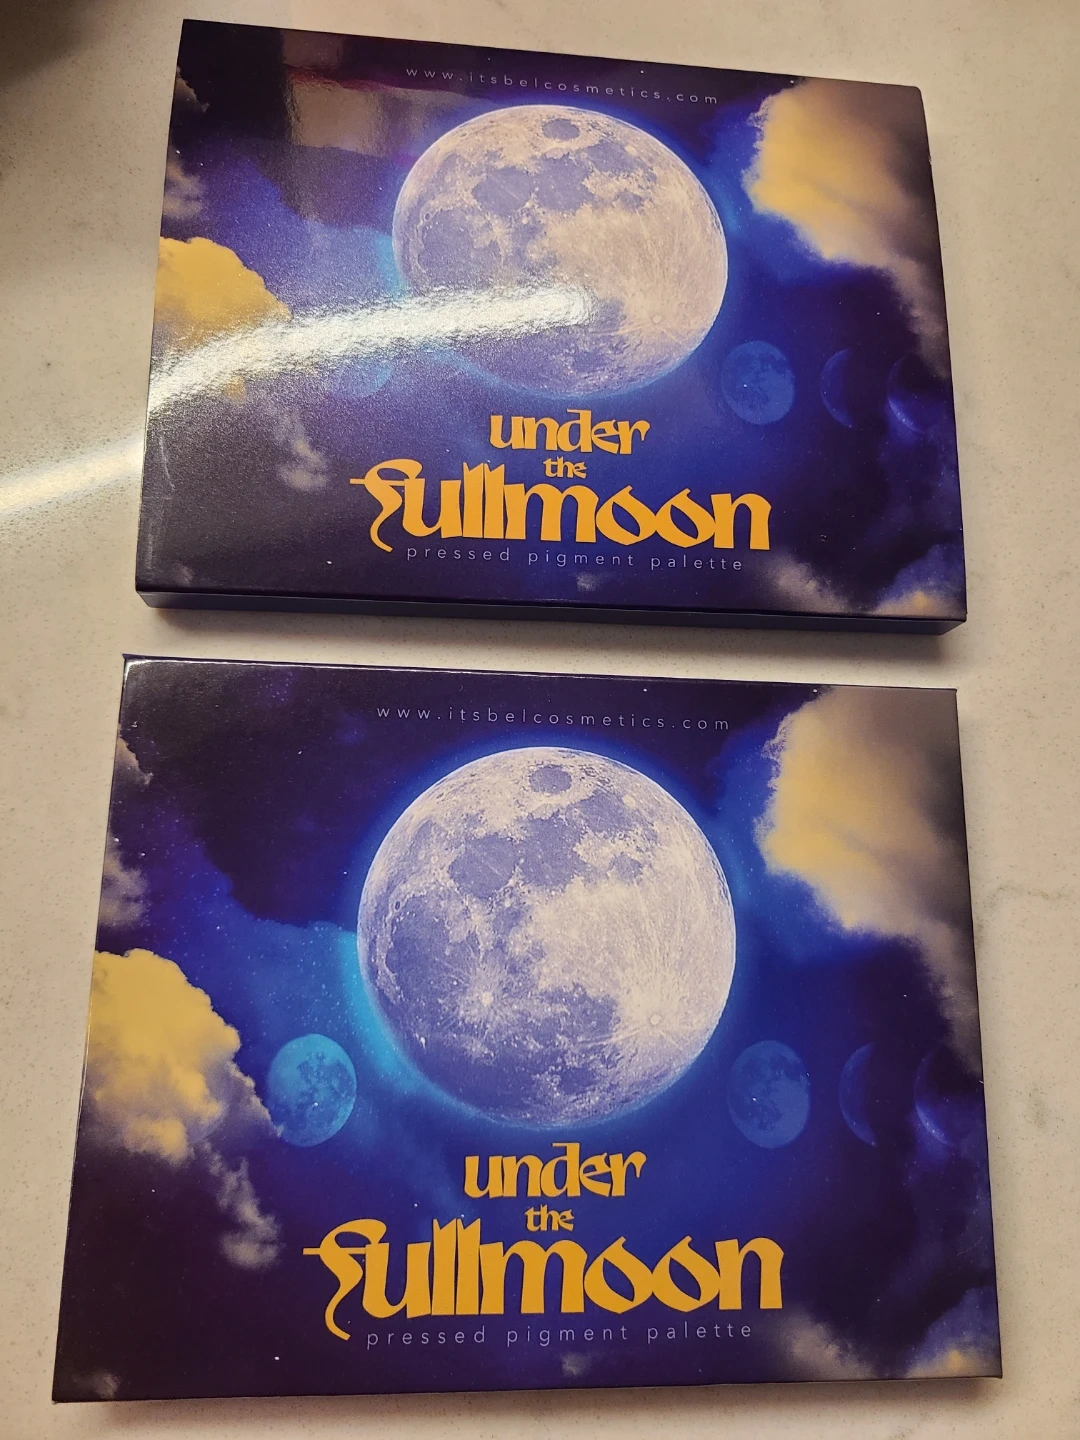 www.itsbelcosmetics.com
under
the
fullmoon
pressed pigment palette
www.itsbelcosmetics.com
under
the
fullmoon
pressed pigment palette